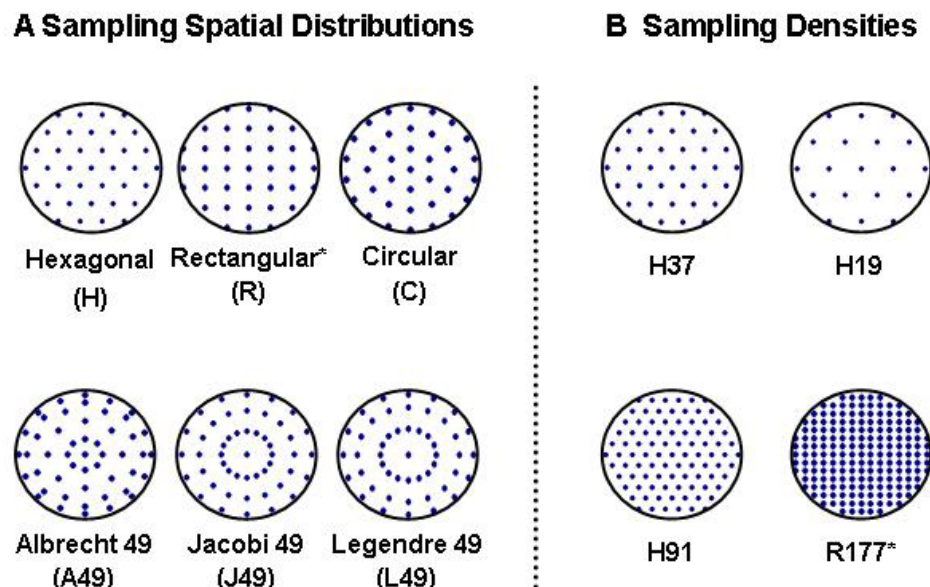 A Sampling Spatial Distributions
Hexagonal
(H)
Rectangular*
(R)
Circular
(C)
Albrecht 49
(A49)
Jacobi 49
(J49)
Legendre 49
(L49)
B Sampling Densities
H37
H19
H91
R177*